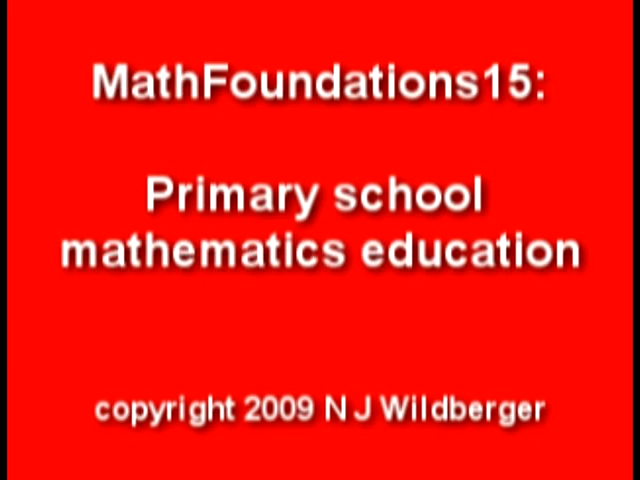 MathFoundations15:
Primary school
mathematics education
copyright 2009 N J Wildberger